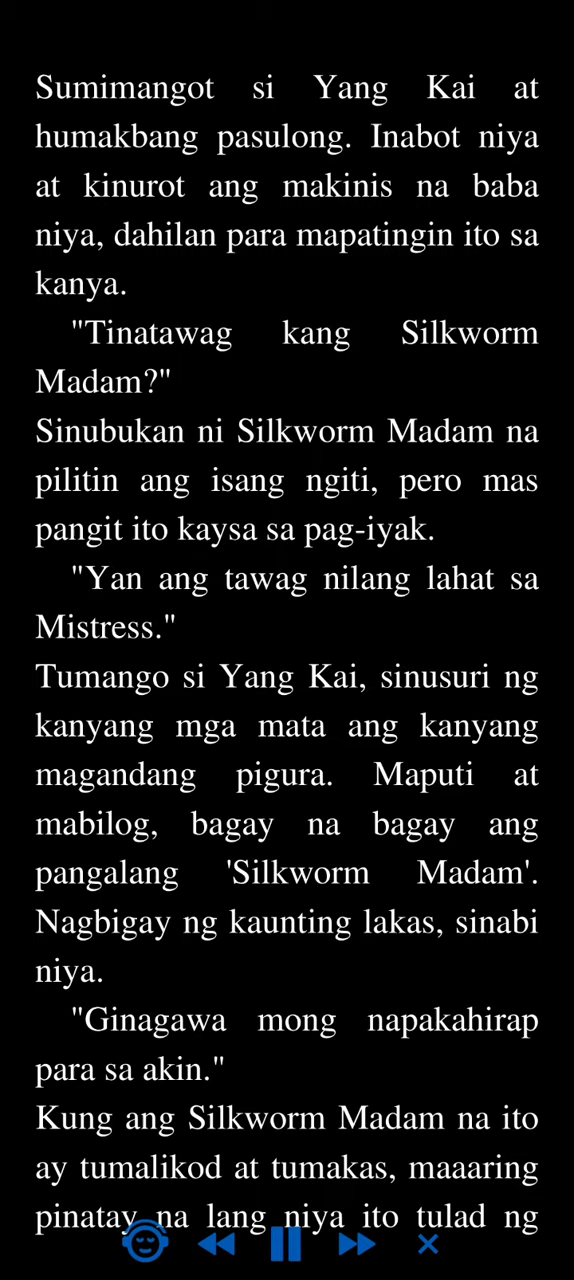 Sumimangot si Yang Kai at
humakbang pasulong. Inabot niya
at kinurot ang makinis na baba
niya, dahilan para mapatingin ito sa
kanya.
"Tinatawag kang Silkworm
Madam?"
Sinubukan ni Silkworm Madam na
pilitin ang isang ngiti, pero mas
pangit ito kaysa sa pag-iyak.
"Yan ang tawag nilang lahat sa
Mistress."
Tumango si Yang Kai, sinusuri ng
kanyang mga mata ang kanyang
magandang pigura. Maputi at
mabilog, bagay na bagay ang
pangalang 'Silkworm Madam'.
Nagbigay ng kaunting lakas, sinabi
niya.
"Ginagawa mong napakahirap
para sa akin."
Kung ang Silkworm Madam na ito
ay tumalikod at tumakas, maaaring
pinatay na lang niya ito tulad ng